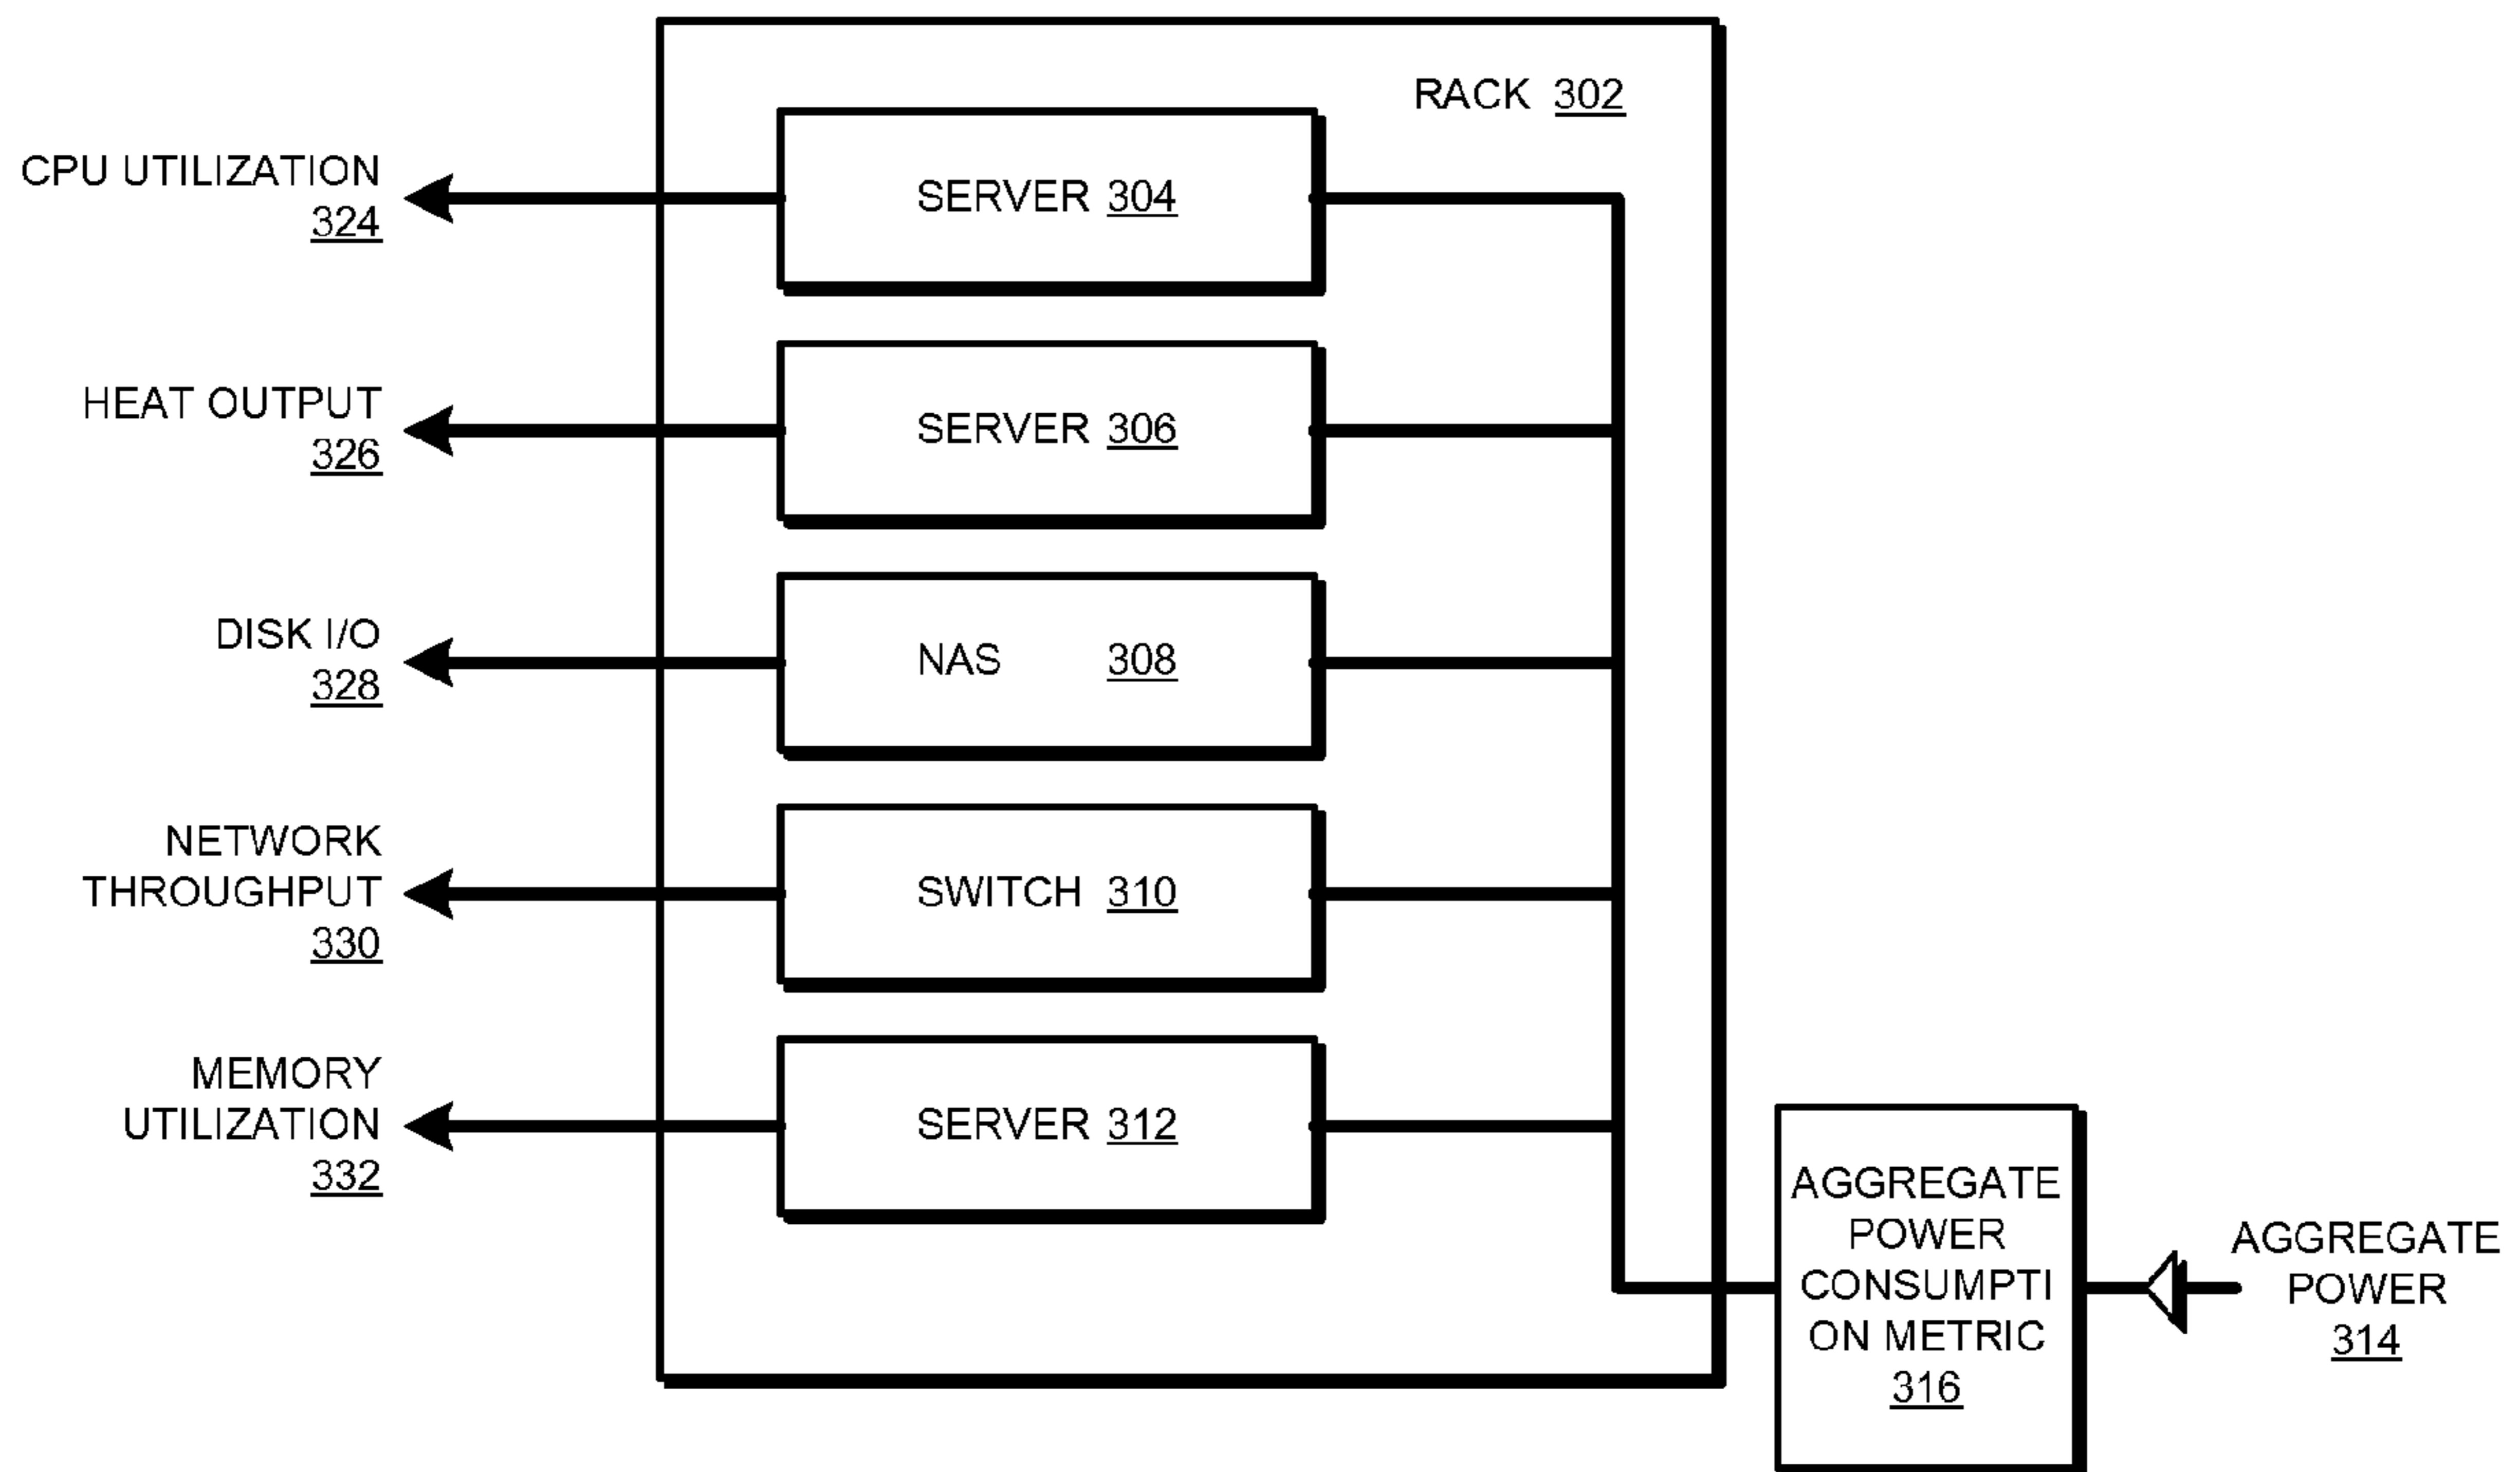 RACK 302
CPU UTILIZATION
324
SERVER 304
HEAT OUTPUT
326
SERVER 306
DISK I/O
328
NAS 308
NETWORK
THROUGHPUT
330
SWITCH 310
MEMORY
UTILIZATION
332
SERVER 312
AGGREGATE
POWER
CONSUMPTI
ON METRIC
316
AGGREGATE
POWER
314